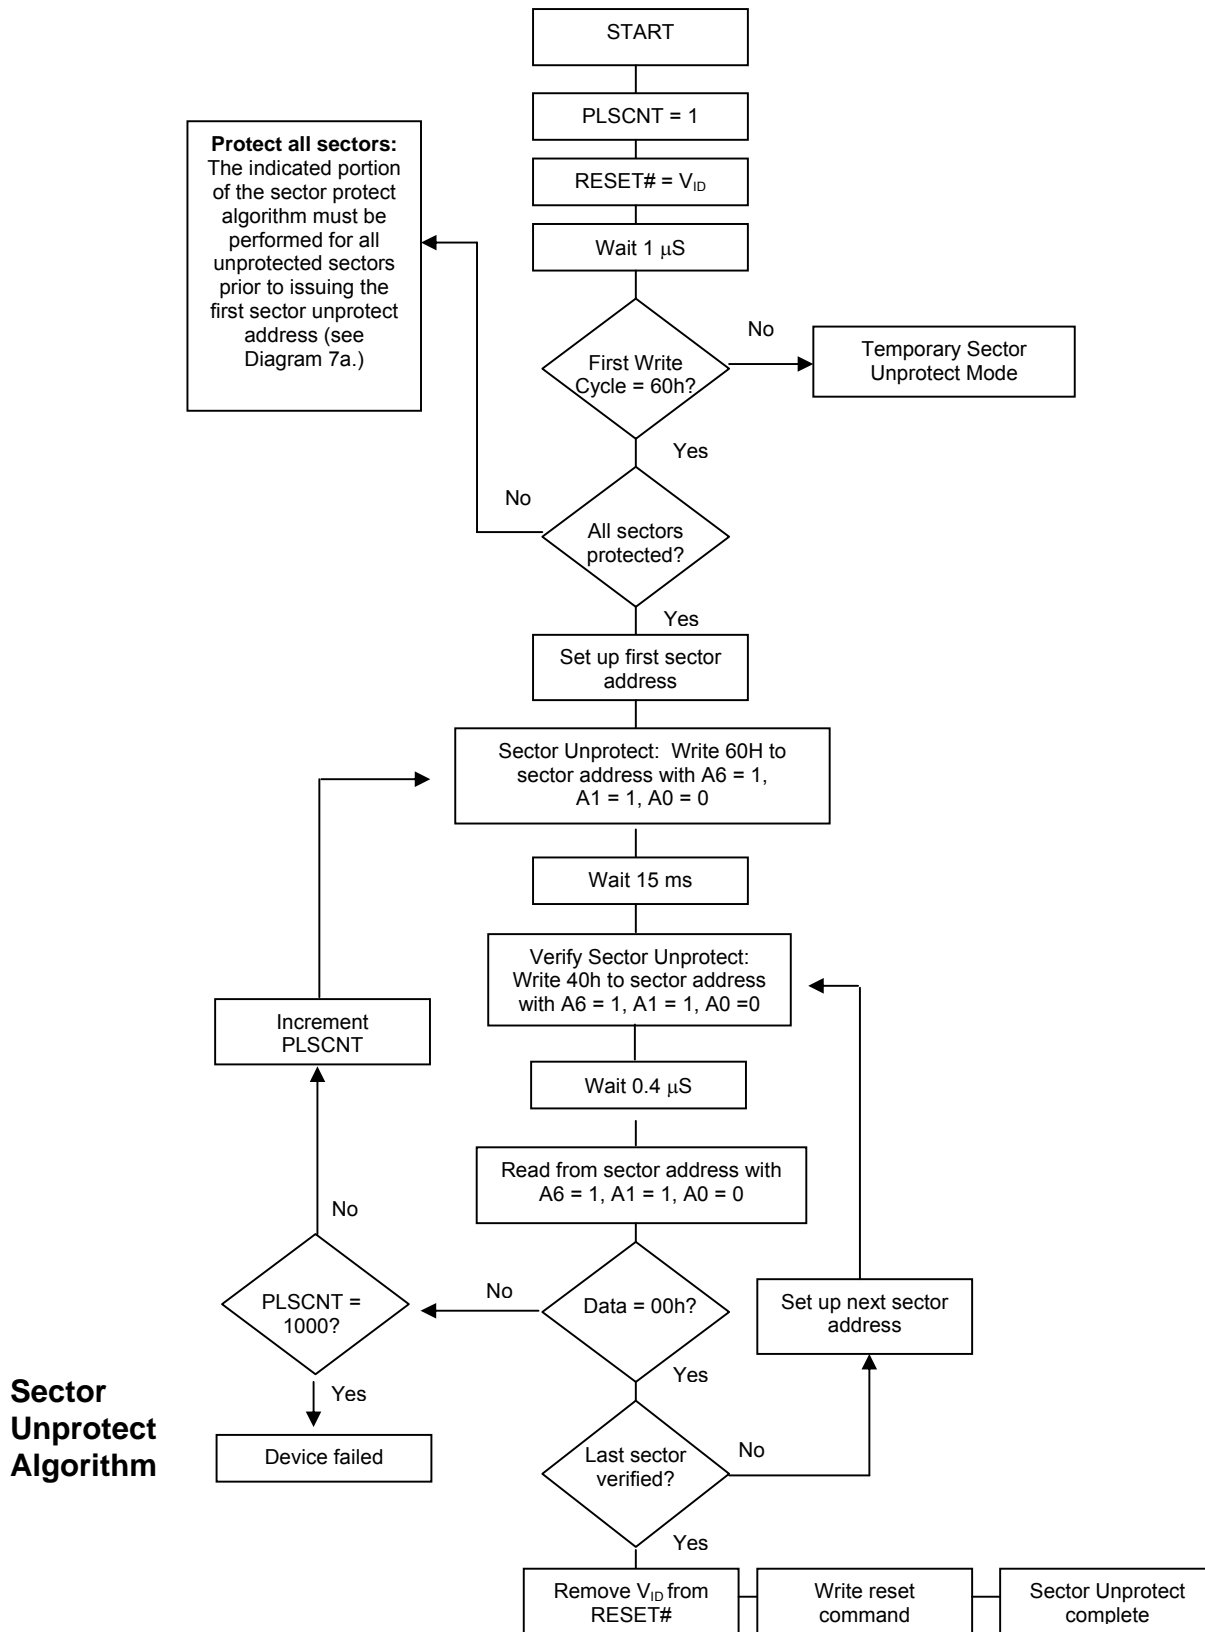 START
PLSCNT = 1
Protect all sectors:
The indicated portion
of the sector protect
algorithm must be
performed for all
unprotected sectors
prior to issuing the
first sector unprotect
address (see
Diagram 7a.)
RESET# = VID
Wait 1 μS
First Write
Cycle = 60h?
No
Temporary Sector
Unprotect Mode
Yes
No
All sectors
protected?
Yes
Set up first sector
address
Sector Unprotect: Write 60H to
sector address with A6 = 1,
A1 = 1, A0 = 0
Wait 15 ms
Verify Sector Unprotect:
Write 40h to sector address
with A6 = 1, A1 = 1, A0 =0
Increment
PLSCNT
Wait 0.4 μS
Read from sector address with
A6 = 1, A1 = 1, A0 = 0
No
PLSCNT =
1000?
No
Data = 00h?
Set up next sector
address
Yes
Yes
Sector
Unprotect
Algorithm
Device failed
Last sector
verified?
No
Yes
Remove VID from
RESET#
Write reset
command
Sector Unprotect
complete